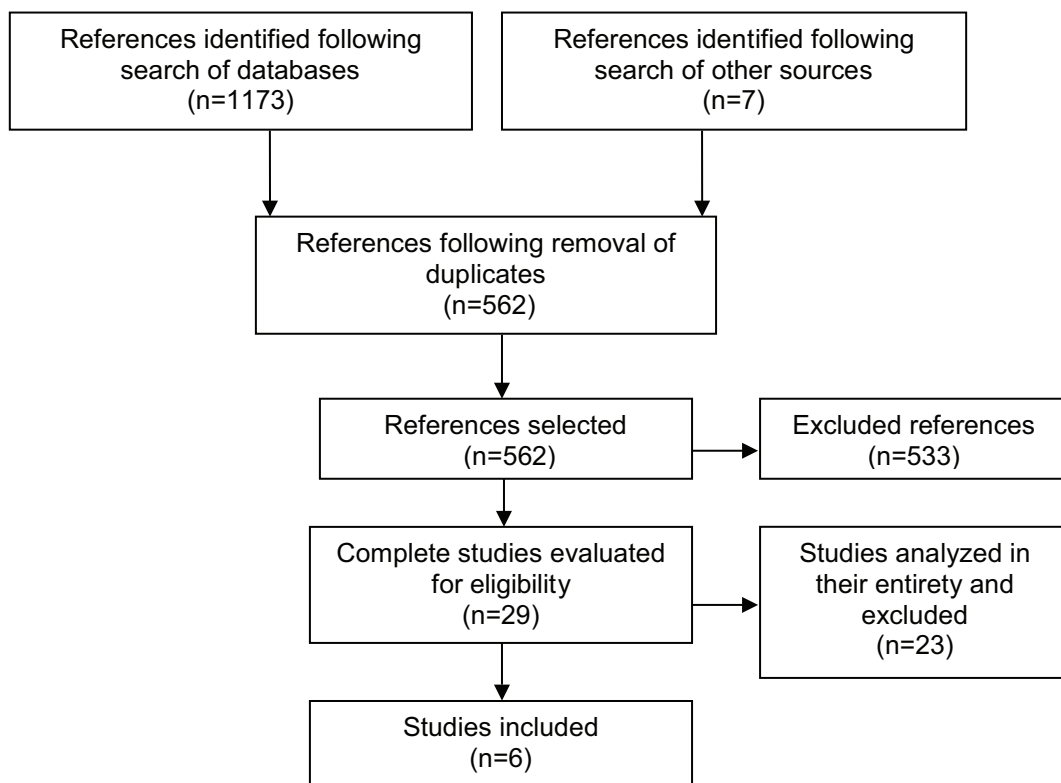 References identified following
search of databases
(n=1173)
References identified following
search of other sources
(n=7)
References following removal of
duplicates
(n=562)
References selected
(n=562)
Excluded references
(n=533)
Complete studies evaluated
for eligibility
(n=29)
Studies analyzed in
their entirety and
excluded
(n=23)
Studies included
(n=6)